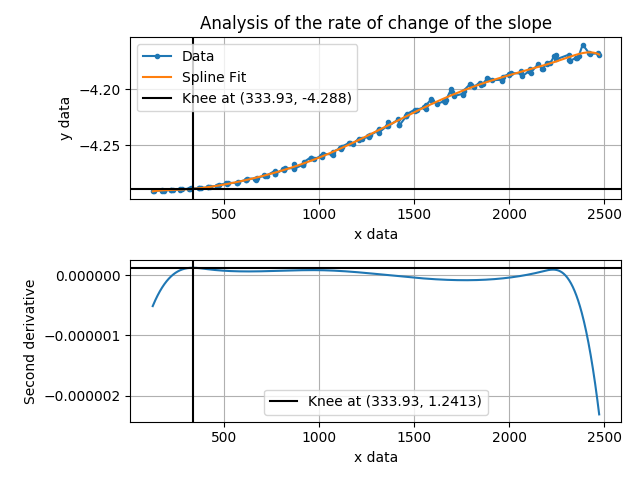 Analysis of the rate of change of the slope
Data
Spline Fit
Knee at (333.93, -4.288)
y data
−4.20
−4.25
500 1000 1500 2000 2500
x data
Second derivative
0.000000
−0.000001
−0.000002
Knee at (333.93, 1.2413)
500 1000 1500 2000 2500
x data